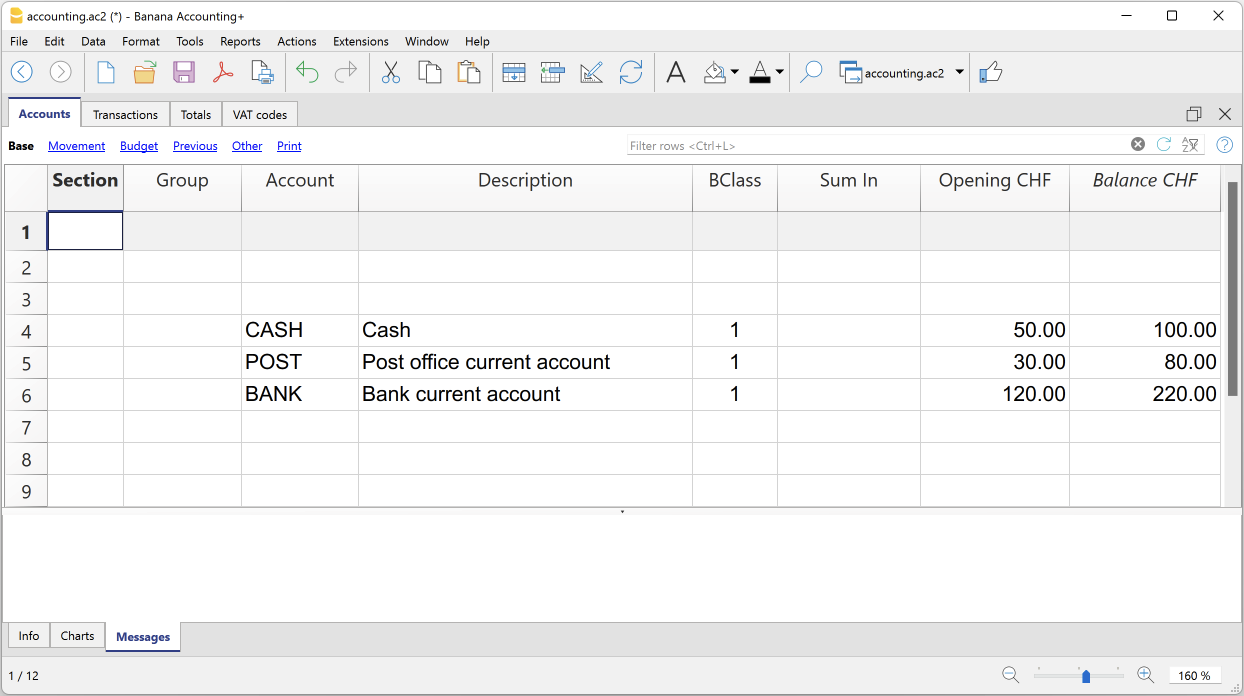 accounting.ac2 (*) - Banana Accounting+
File Edit Data Format Tools Reports Actions Extensions Window Help
accounting.ac2
Accounts Transactions Totals VAT codes
Base Movement Budget Previous Other Print Filter rows <Ctrl+L>
Section Group Account Description BClass Sum In Opening CHF Balance CHF
1
2
3
4 CASH Cash 1 50.00 100.00
5 POST Post office current account 1 30.00 80.00
6 BANK Bank current account 1 120.00 220.00
7
8
9
Info Charts Messages
1 / 12 160 %